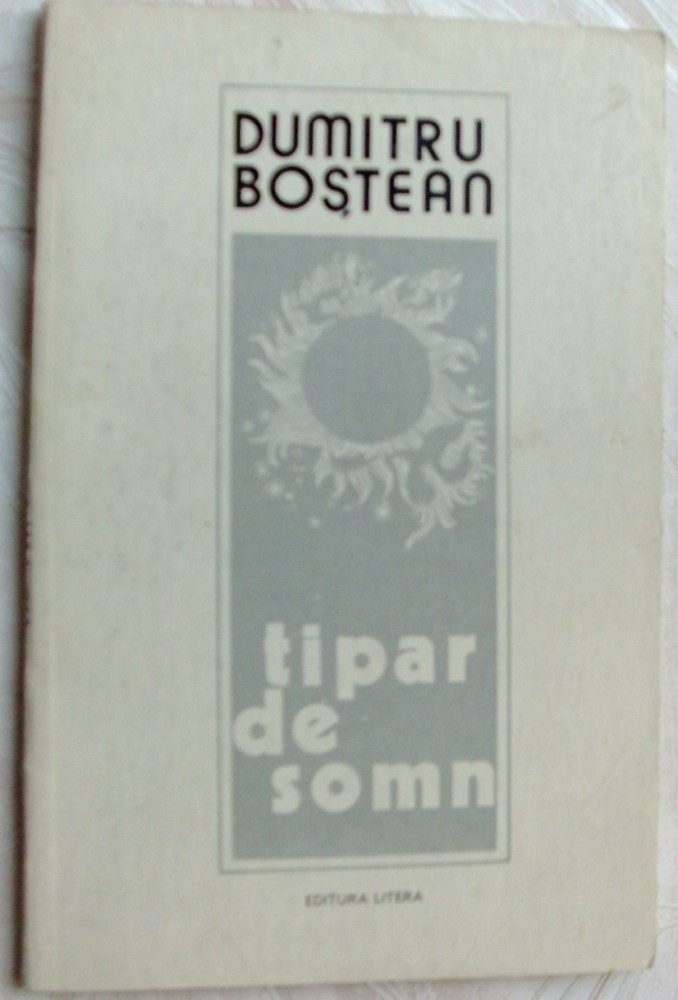 DUMITRU
BOȘTEAN
tipar
de
somn
EDITURA LITERA